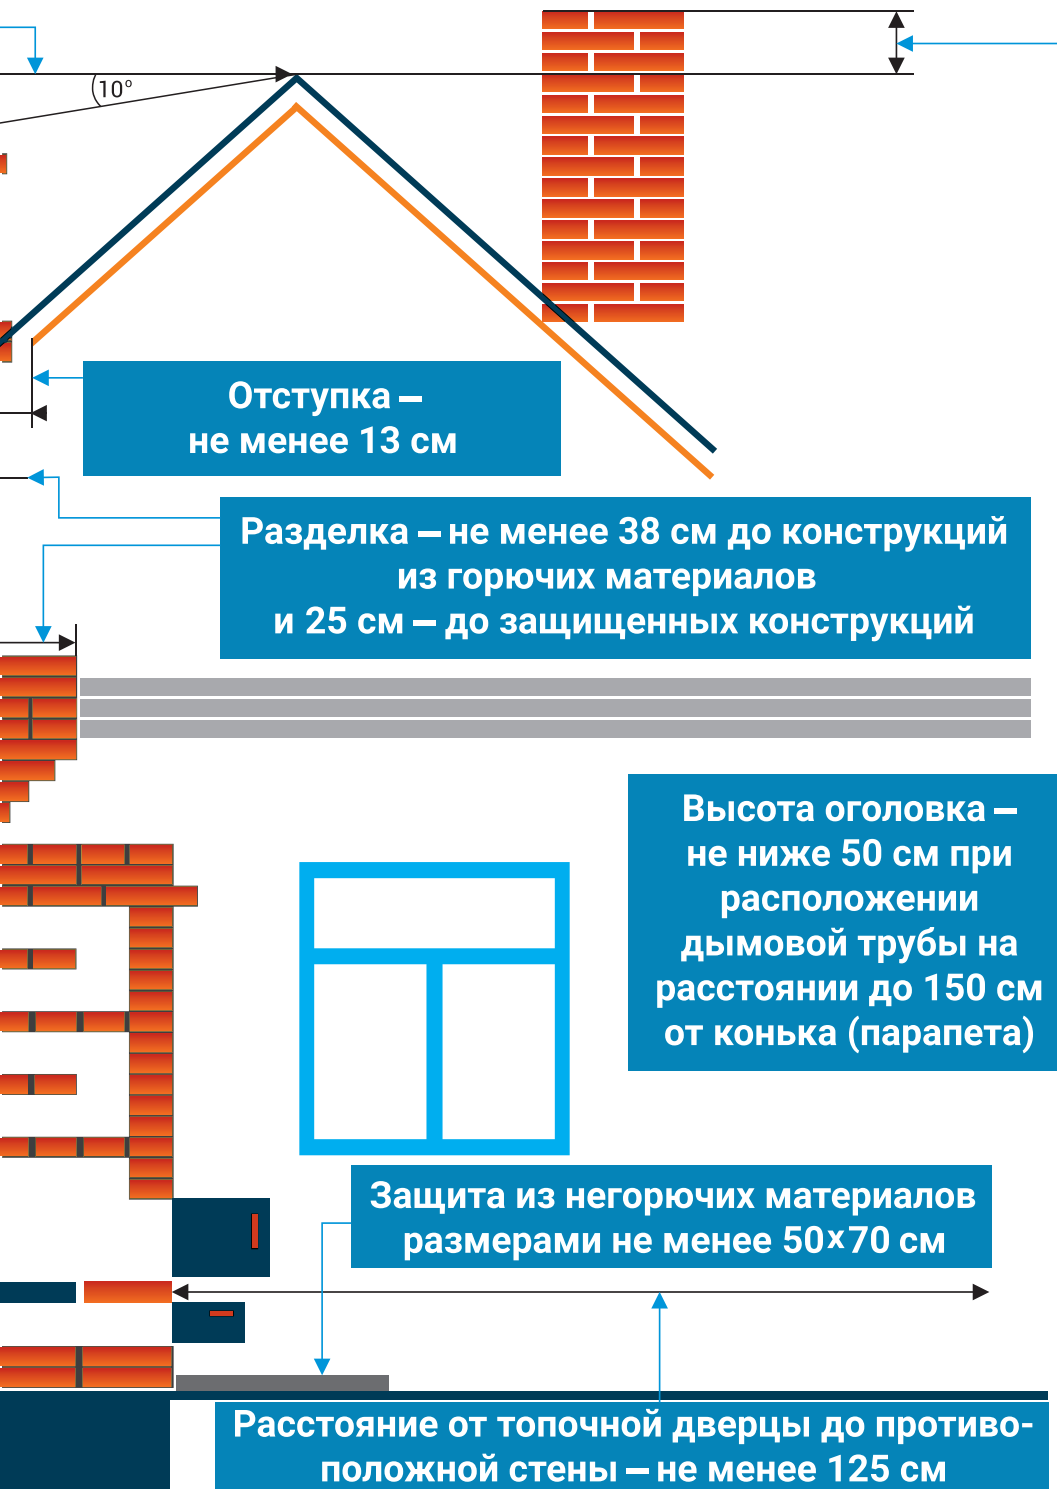 10°
Отступка –
не менее 13 см
Разделка – не менее 38 см до конструкций
из горючих материалов
и 25 см – до защищенных конструкций
Высота оголовка –
не ниже 50 см при
расположении
дымовой трубы на
расстоянии до 150 см
от конька (парапета)
Защита из негорючих материалов
размерами не менее 50x70 см
Расстояние от топочной дверцы до противо-
положной стены – не менее 125 см